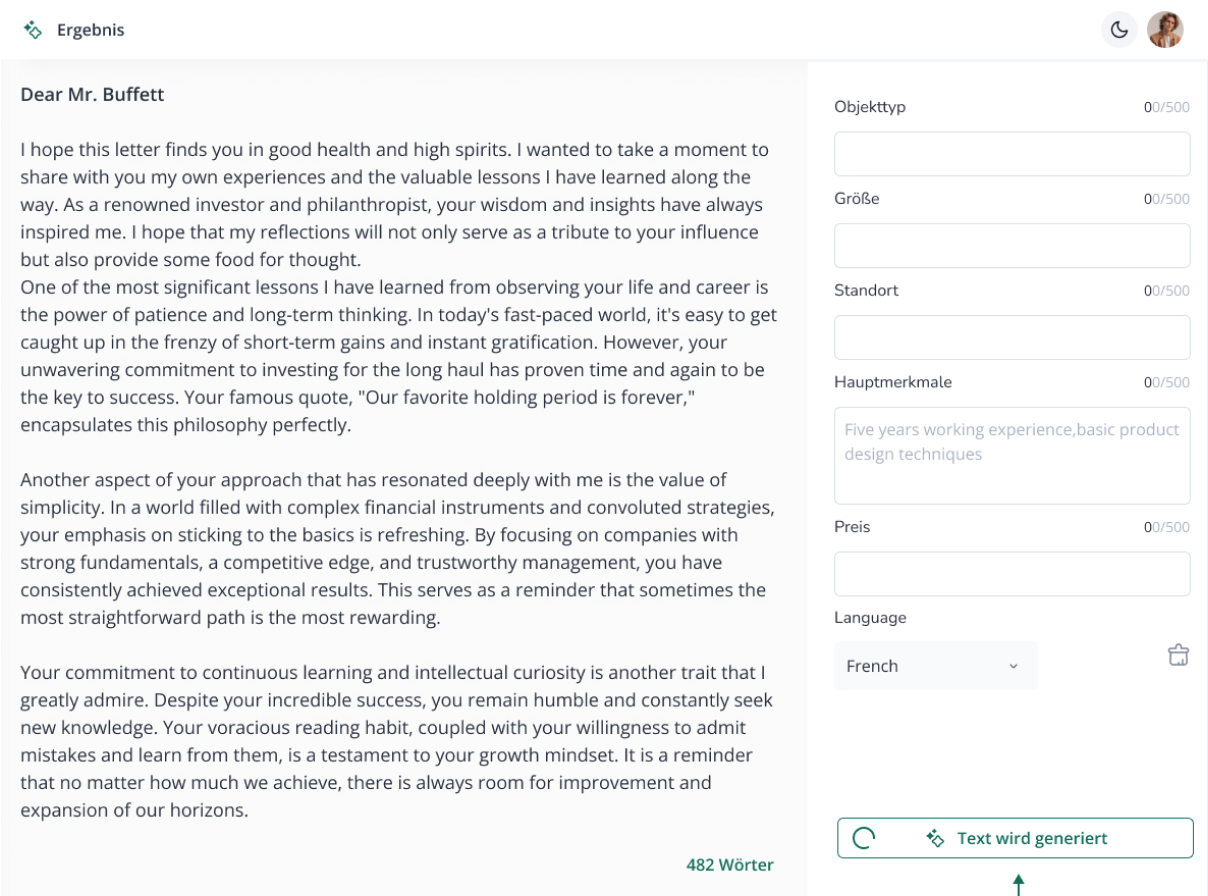 Ergebnis
Dear Mr. Buffett
I hope this letter finds you in good health and high spirits. I wanted to take a moment to
share with you my own experiences and the valuable lessons I have learned along the
way. As a renowned investor and philanthropist, your wisdom and insights have always
inspired me. I hope that my reflections will not only serve as a tribute to your influence
but also provide some food for thought.
One of the most significant lessons I have learned from observing your life and career is
the power of patience and long-term thinking. In today's fast-paced world, it's easy to get
caught up in the frenzy of short-term gains and instant gratification. However, your
unwavering commitment to investing for the long haul has proven time and again to be
the key to success. Your famous quote, "Our favorite holding period is forever,"
encapsulates this philosophy perfectly.
Another aspect of your approach that has resonated deeply with me is the value of
simplicity. In a world filled with complex financial instruments and convoluted strategies,
your emphasis on sticking to the basics is refreshing. By focusing on companies with
strong fundamentals, a competitive edge, and trustworthy management, you have
consistently achieved exceptional results. This serves as a reminder that sometimes the
most straightforward path is the most rewarding.
Your commitment to continuous learning and intellectual curiosity is another trait that I
greatly admire. Despite your incredible success, you remain humble and constantly seek
new knowledge. Your voracious reading habit, coupled with your willingness to admit
mistakes and learn from them, is a testament to your growth mindset. It is a reminder
that no matter how much we achieve, there is always room for improvement and
expansion of our horizons.
482 Wörter
Objekttyp 00/500
Größe 00/500
Standort 00/500
Hauptmerkmale 00/500
Five years working experience,basic product
design techniques
Preis 00/500
Language
French
Text wird generiert